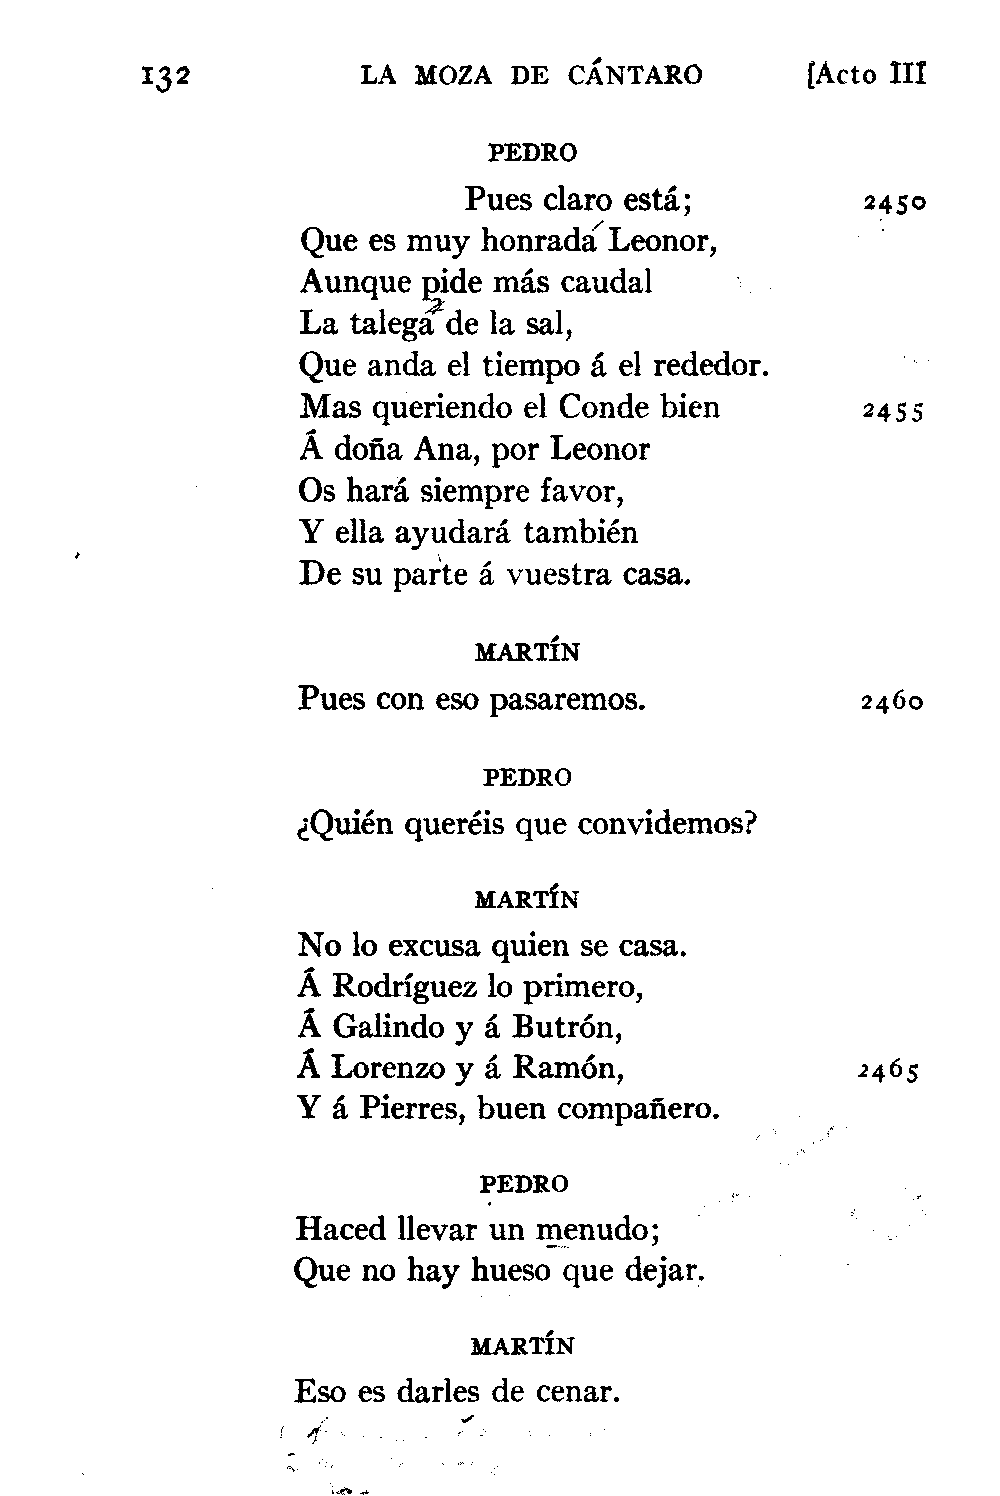 132 LA MOZA DE CÁNTARO [Acto III
PEDRO
Pues claro está; 2450
Que es muy honrada Leonor,
Aunque pide más caudal
La talega de la sal,
Que anda el tiempo á el rededor.
Mas queriendo el Conde bien 2455
Á doña Ana, por Leonor
Os hará siempre favor,
Y ella ayudará también
De su parte á vuestra casa.
MARTÍN
Pues con eso pasaremos. 2460
PEDRO
¿Quién queréis que convidemos?
MARTÍN
No lo excusa quien se casa.
Á Rodríguez lo primero,
Á Galindo y á Butrón,
Á Lorenzo y á Ramón, 2465
Y á Pierres, buen compañero.
PEDRO
Haced llevar un menudo;
Que no hay hueso que dejar.
MARTÍN
Eso es darles de cenar.